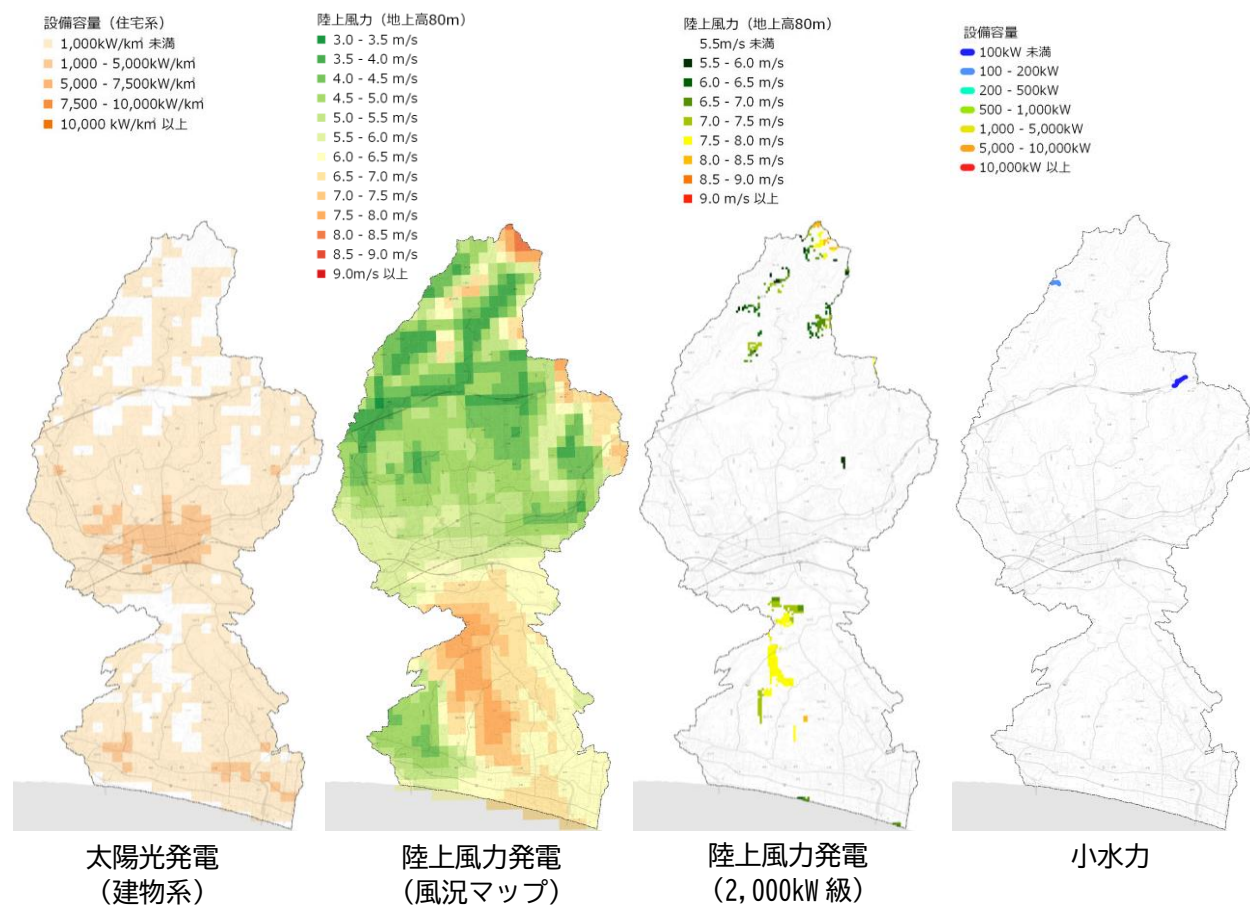 設備容量（住宅系）
1,000kW/k㎡ 未満
1,000 - 5,000kW/k㎡
5,000 - 7,500kW/k㎡
7,500 - 10,000kW/k㎡
10,000 kW/k㎡ 以上
陸上風力（地上高80m）
3.0 - 3.5 m/s
3.5 - 4.0 m/s
4.0 - 4.5 m/s
4.5 - 5.0 m/s
5.0 - 5.5 m/s
5.5 - 6.0 m/s
6.0 - 6.5 m/s
6.5 - 7.0 m/s
7.0 - 7.5 m/s
7.5 - 8.0 m/s
8.0 - 8.5 m/s
8.5 - 9.0 m/s
9.0m/s 以上
陸上風力（地上高80m）
5.5m/s 未満
5.5 - 6.0 m/s
6.0 - 6.5 m/s
6.5 - 7.0 m/s
7.0 - 7.5 m/s
7.5 - 8.0 m/s
8.0 - 8.5 m/s
8.5 - 9.0 m/s
9.0 m/s 以上
設備容量
100kW 未満
100 - 200kW
200 - 500kW
500 - 1,000kW
1,000 - 5,000kW
5,000 - 10,000kW
10,000kW 以上
太陽光発電
（建物系）
陸上風力発電
（風況マップ）
陸上風力発電
（2,000kW 級）
小水力